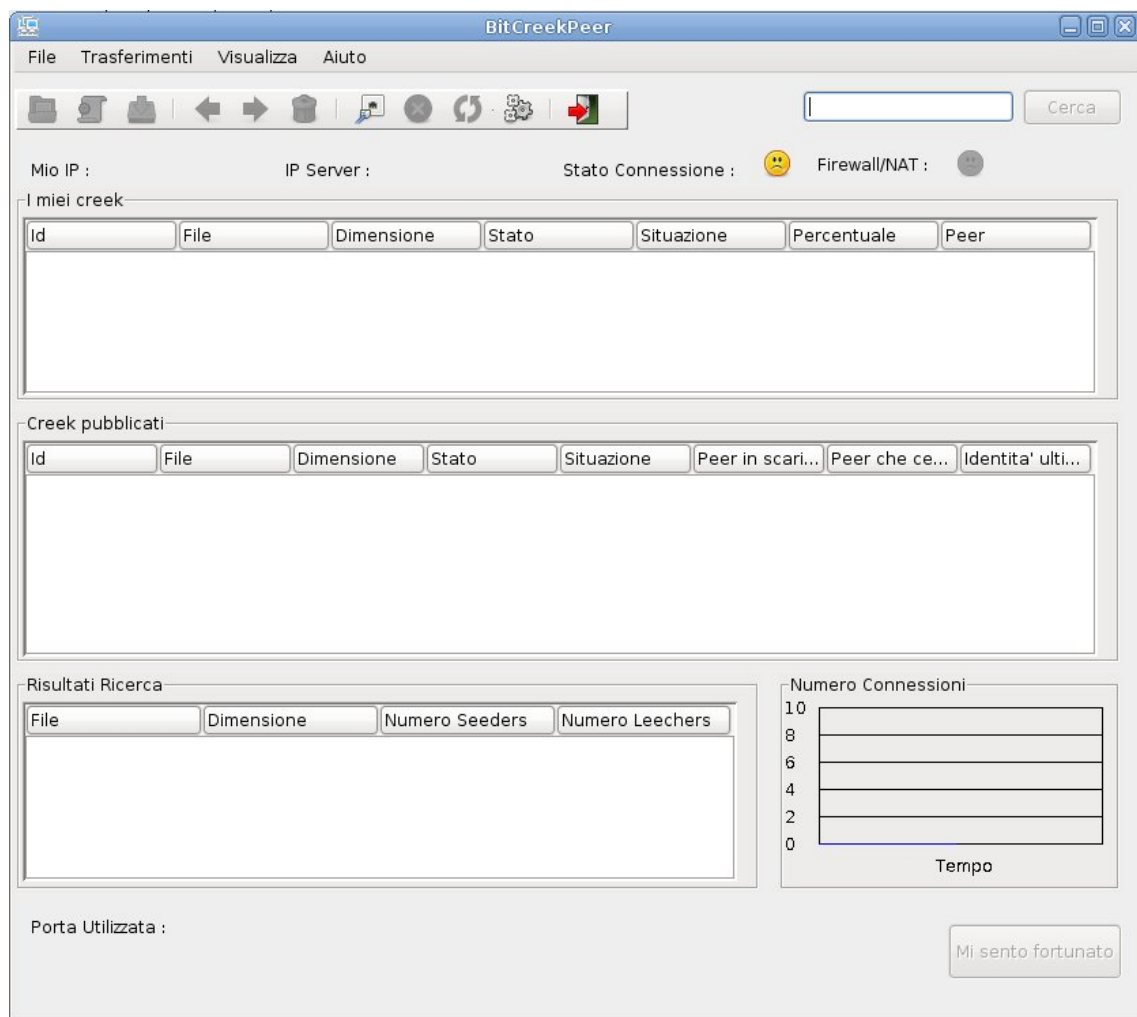 BitCreekPeer
File Trasferimenti Visualizza Aiuto
Cerca
Mio IP : IP Server : Stato Connessione : Firewall/NAT :
I miei creek
Id File Dimensione Stato Situazione Percentuale Peer
Creek pubblicati
Id File Dimensione Stato Situazione Peer in scari... Peer che ce... Identita' ulti...
Risultati Ricerca
File Dimensione Numero Seeders Numero Leechers
Numero Connessioni
10
8
6
4
2
0
Tempo
Porta Utilizzata :
Mi sento fortunato